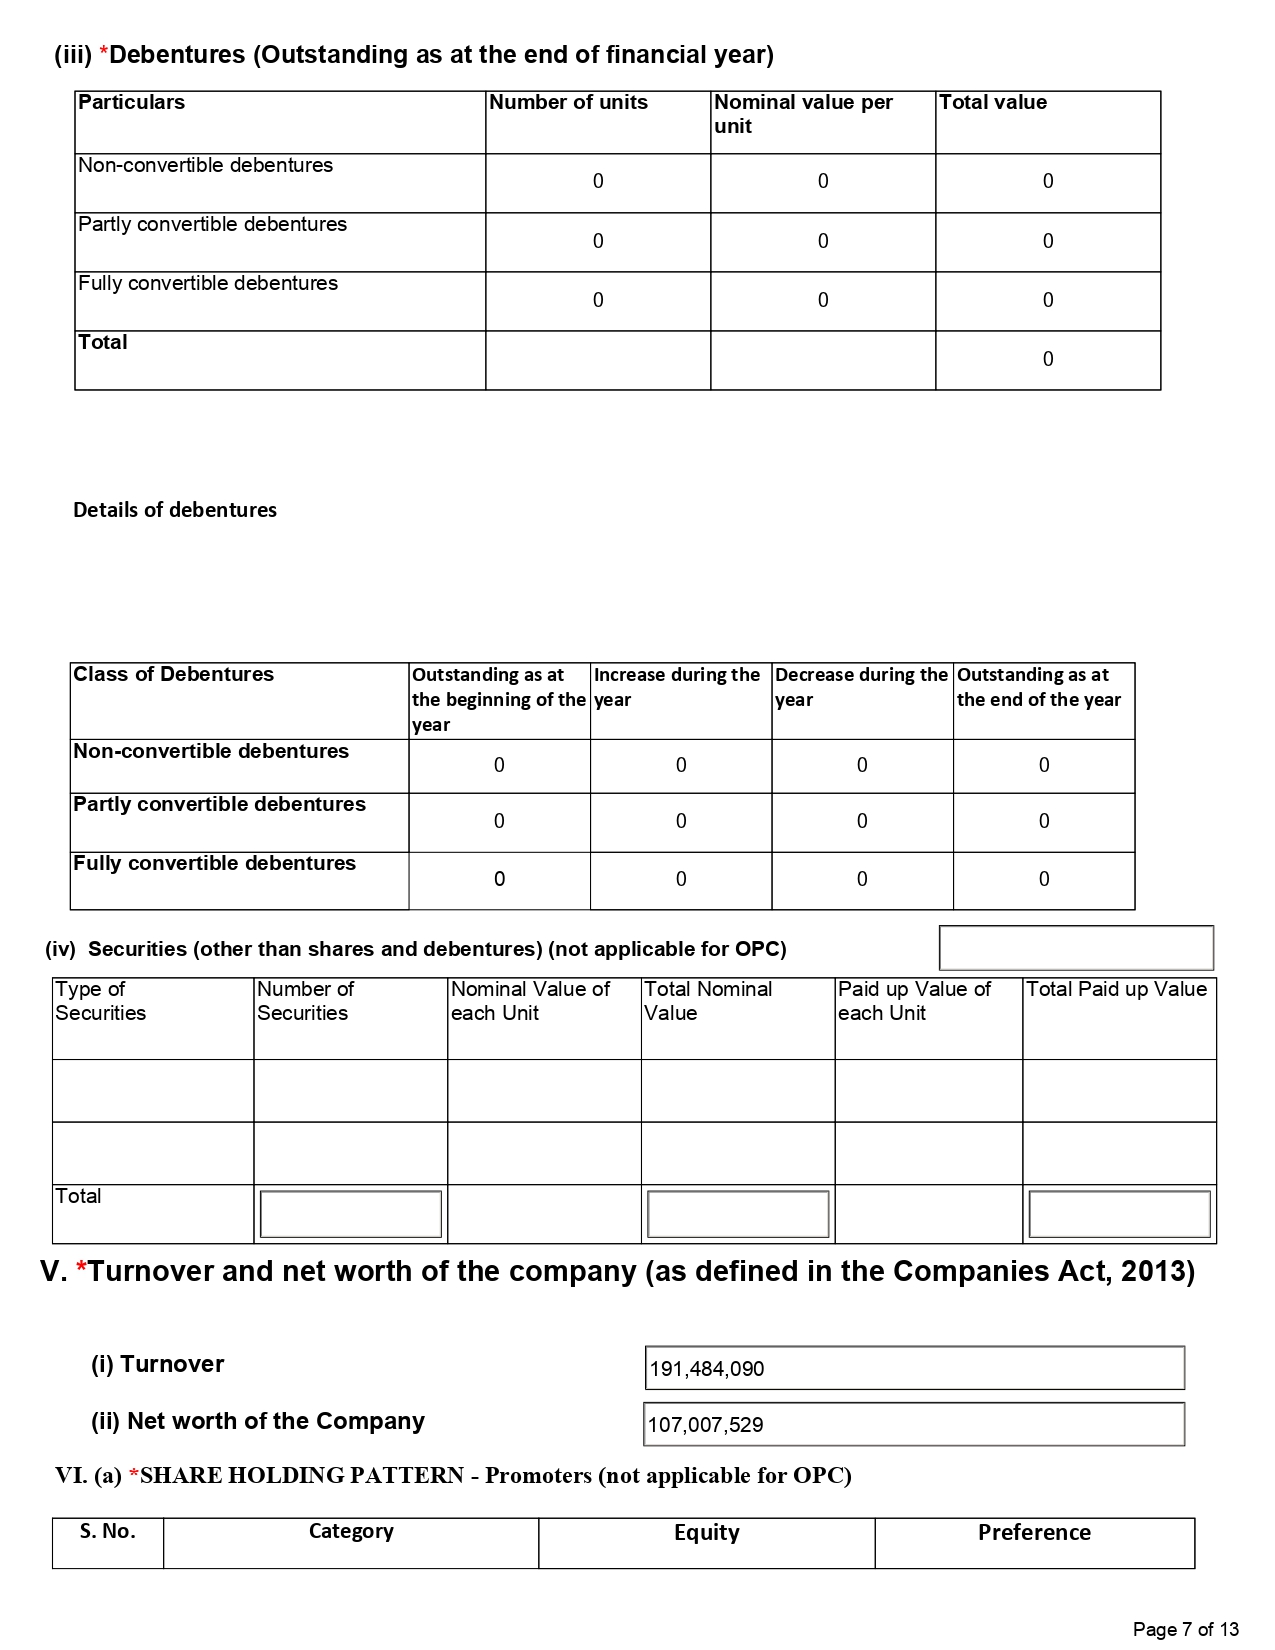 (iii) *Debentures (Outstanding as at the end of financial year)
Particulars Number of units Nominal value per unit Total value
Non-convertible debentures 0 0 0
Partly convertible debentures 0 0 0
Fully convertible debentures 0 0 0
Total 0
Details of debentures
Class of Debentures Outstanding as at the beginning of the year Increase during the year Decrease during the year Outstanding as at the end of the year
Non-convertible debentures 0 0 0 0
Partly convertible debentures 0 0 0 0
Fully convertible debentures 0 0 0 0
(iv) Securities (other than shares and debentures) (not applicable for OPC)
Type of Securities Number of Securities Nominal Value of each Unit Total Nominal Value Paid up Value of each Unit Total Paid up Value
Total
V. *Turnover and net worth of the company (as defined in the Companies Act, 2013)
(i) Turnover 191,484,090
(ii) Net worth of the Company 107,007,529
VI. (a) *SHARE HOLDING PATTERN - Promoters (not applicable for OPC)
S. No. Category Equity Preference
Page 7 of 13